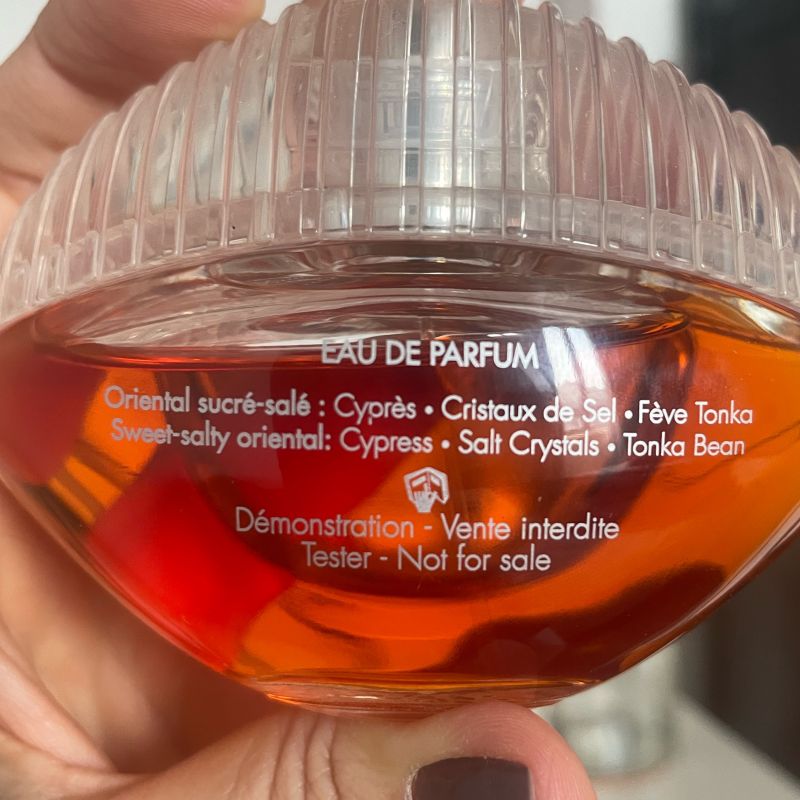 EAU DE PARFUM
Oriental sucré-salé : Cyprès • Cristaux de Sel • Fève Tonka
Sweet-salty oriental: Cypress • Salt Crystals • Tonka Bean
Démonstration - Vente interdite
Tester - Not for sale